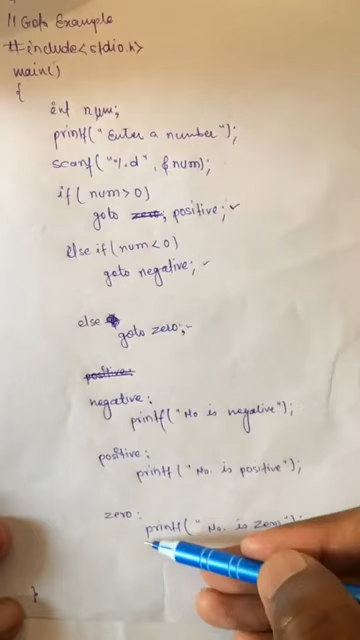 // Goto Example
#include<stdio.h>
main()
{
int num;
printf("Enter a number");
scanf("%d", &num);
if(num>0)
goto zero; positive;
else if(num<0)
goto negative;
else
goto zero;
positive:
negative:
printf("No is negative");
positive:
printf("No. is positive");
zero:
printf("No. is zero");
}